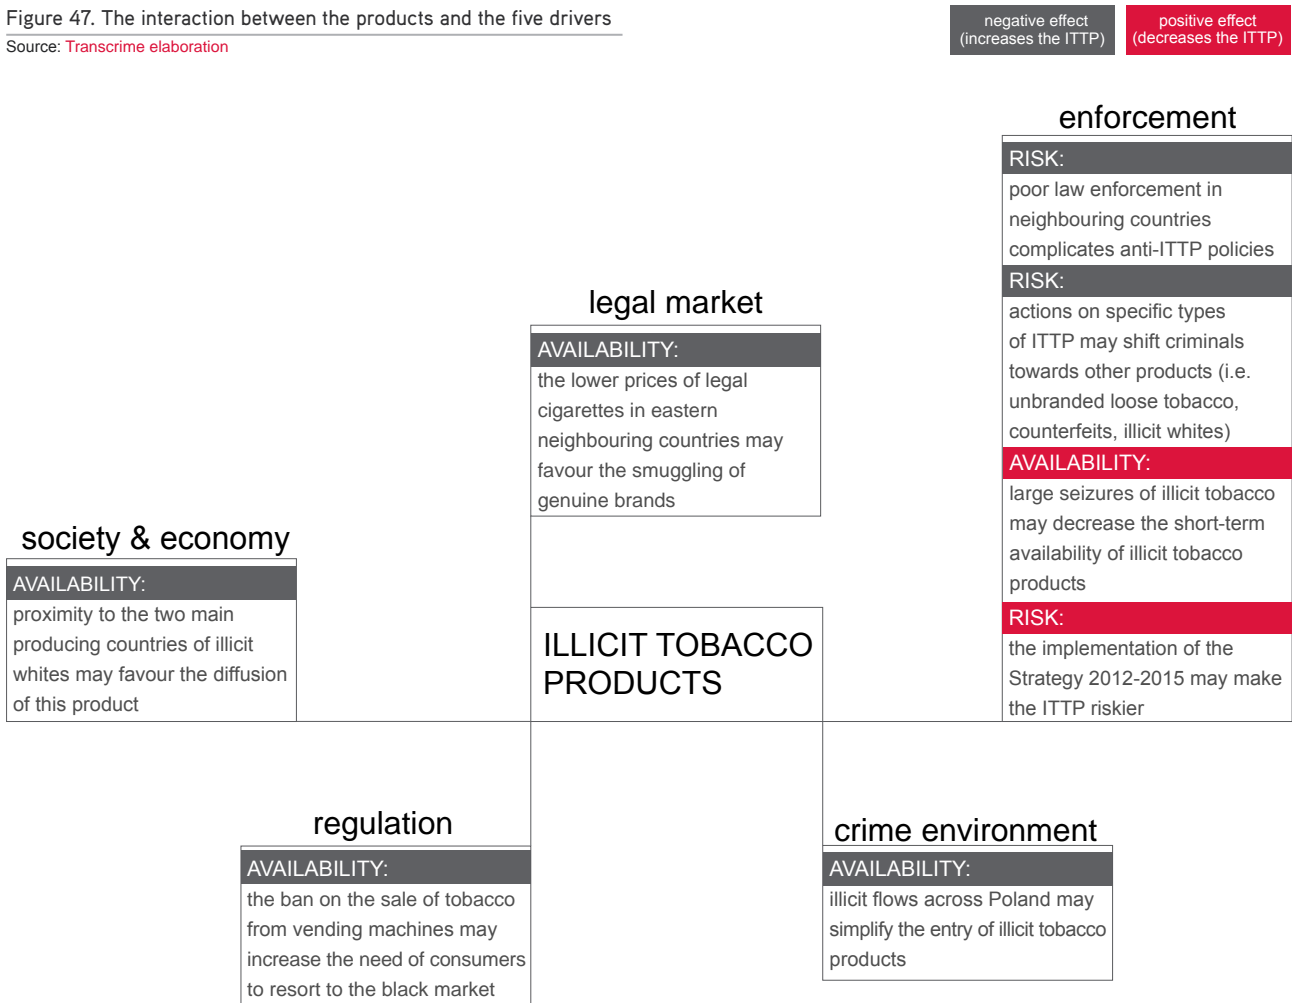 Figure 47. The interaction between the products and the five drivers
Source: Transcrime elaboration
negative effect
(increases the ITTP)
positive effect
(decreases the ITTP)
enforcement
RISK:
poor law enforcement in
neighbouring countries
complicates anti-ITTP policies
RISK:
actions on specific types
of ITTP may shift criminals
towards other products (i.e.
unbranded loose tobacco,
counterfeits, illicit whites)
AVAILABILITY:
large seizures of illicit tobacco
may decrease the short-term
availability of illicit tobacco
products
RISK:
the implementation of the
Strategy 2012-2015 may make
the ITTP riskier
legal market
AVAILABILITY:
the lower prices of legal
cigarettes in eastern
neighbouring countries may
favour the smuggling of
genuine brands
society & economy
AVAILABILITY:
proximity to the two main
producing countries of illicit
whites may favour the diffusion
of this product
ILLICIT TOBACCO
PRODUCTS
regulation
AVAILABILITY:
the ban on the sale of tobacco
from vending machines may
increase the need of consumers
to resort to the black market
crime environment
AVAILABILITY:
illicit flows across Poland may
simplify the entry of illicit tobacco
products